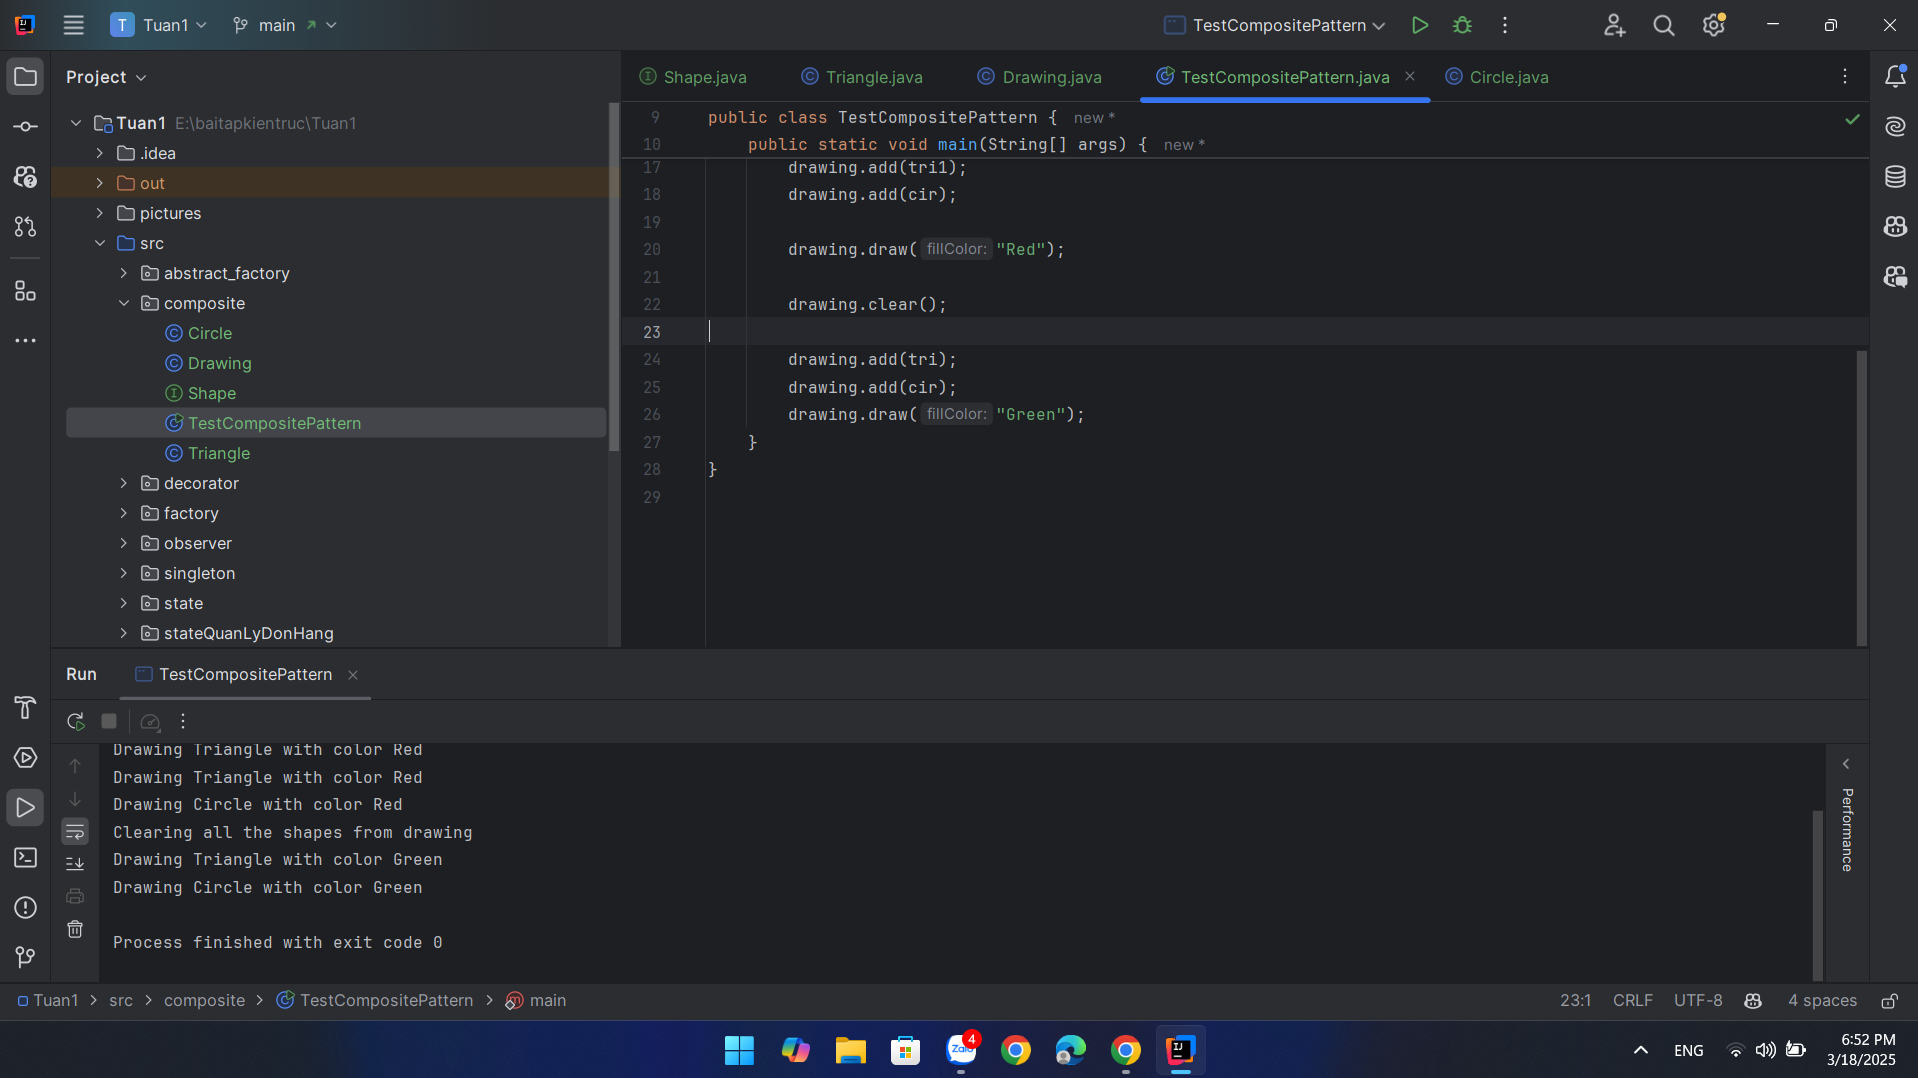 T Tuan1 main TestCompositePattern
Project
Shape.java Triangle.java Drawing.java TestCompositePattern.java Circle.java
Tuan1 E:\baitapkientruc\Tuan1
.idea
out
pictures
src
abstract_factory
composite
Circle
Drawing
Shape
TestCompositePattern
Triangle
decorator
factory
observer
singleton
state
stateQuanLyDonHang
9 public class TestCompositePattern { new *
10 public static void main(String[] args) { new *
17 drawing.add(tri1);
18 drawing.add(cir);
19
20 drawing.draw( fillColor: "Red");
21
22 drawing.clear();
23
24 drawing.add(tri);
25 drawing.add(cir);
26 drawing.draw( fillColor: "Green");
27 }
28 }
29
Run TestCompositePattern
Drawing Triangle with color Red
Drawing Triangle with color Red
Drawing Circle with color Red
Clearing all the shapes from drawing
Drawing Triangle with color Green
Drawing Circle with color Green
Process finished with exit code 0
Performance
Tuan1 > src > composite > TestCompositePattern > main 23:1 CRLF UTF-8 4 spaces
Zalo 4 ENG 6:52 PM
3/18/2025